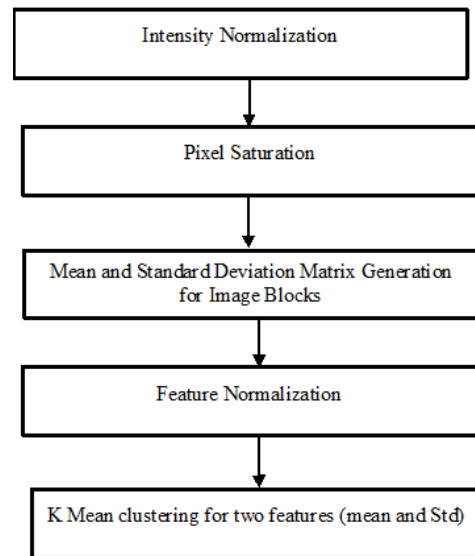 Intensity Normalization
Pixel Saturation
Mean and Standard Deviation Matrix Generation
for Image Blocks
Feature Normalization
K Mean clustering for two features (mean and Std)